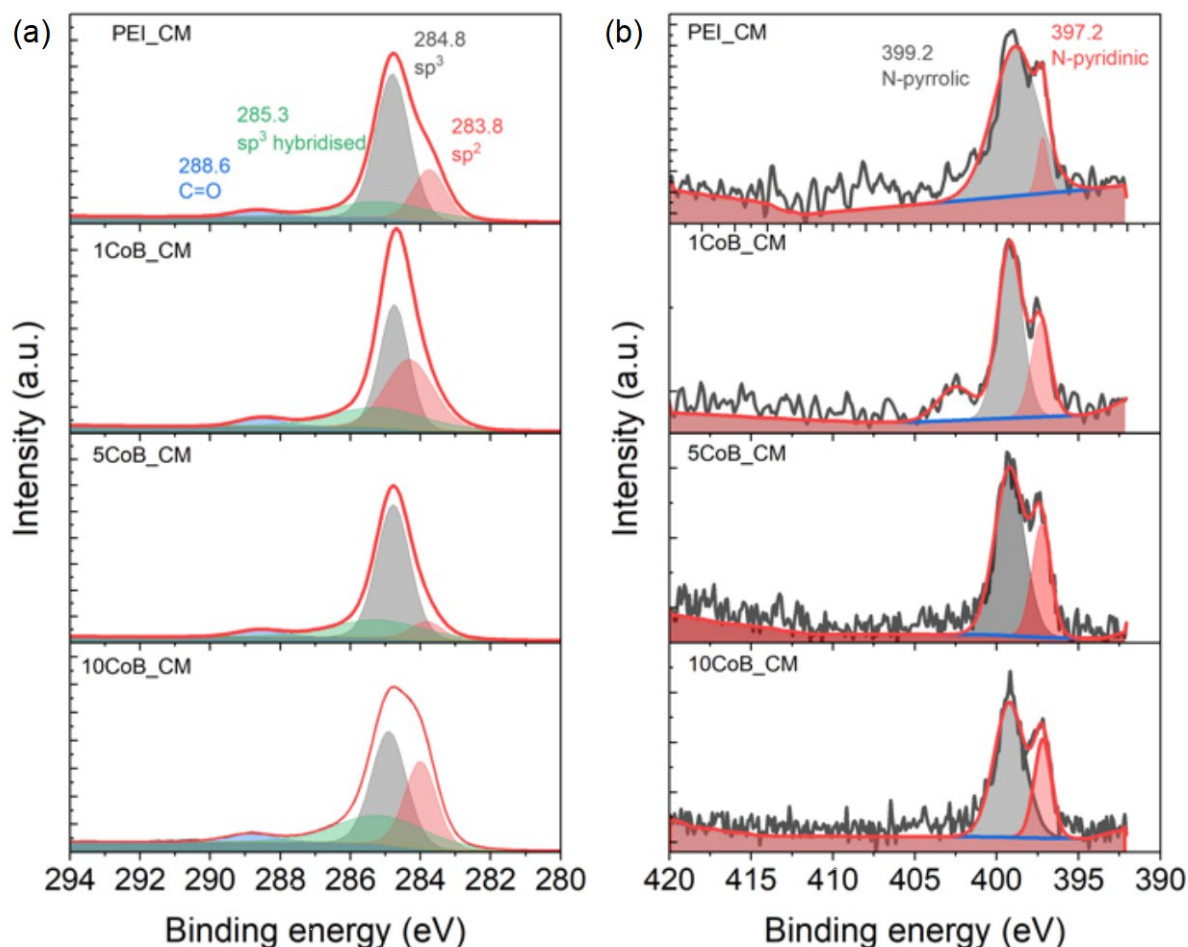 (a)
PEI_CM
284.8
sp³
285.3
sp³ hybridised
283.8
sp²
288.6
C=O
1CoB_CM
5CoB_CM
10CoB_CM
Intensity (a.u.)
294 292 290 288 286 284 282 280
Binding energy (eV)
(b)
PEI_CM
397.2
N-pyridinic
399.2
N-pyrrolic
1CoB_CM
5CoB_CM
10CoB_CM
Intensity (a.u.)
420 415 410 405 400 395 390
Binding energy (eV)